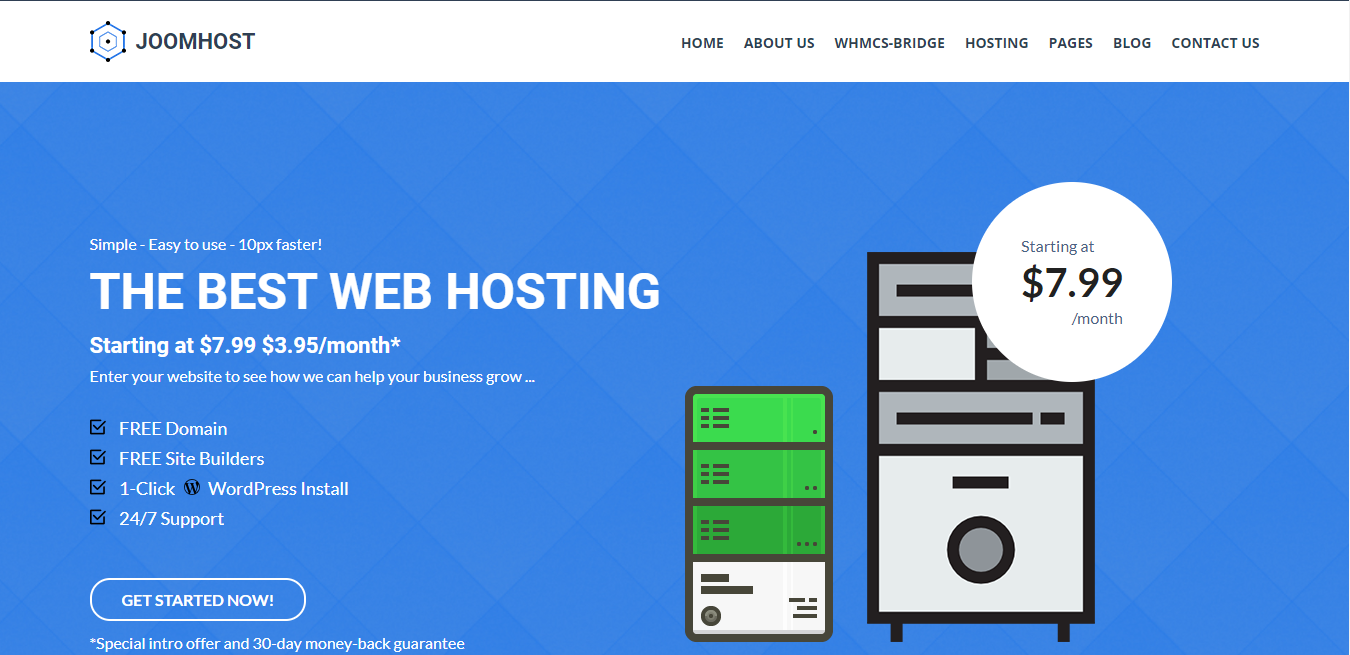 JOOMHOST
HOME ABOUT US WHMCS-BRIDGE HOSTING PAGES BLOG CONTACT US
Simple - Easy to use - 10px faster!
THE BEST WEB HOSTING
Starting at $7.99 $3.95/month*
Enter your website to see how we can help your business grow ...
FREE Domain
FREE Site Builders
1-Click WordPress Install
24/7 Support
GET STARTED NOW!
*Special intro offer and 30-day money-back guarantee
Starting at
$7.99
/month